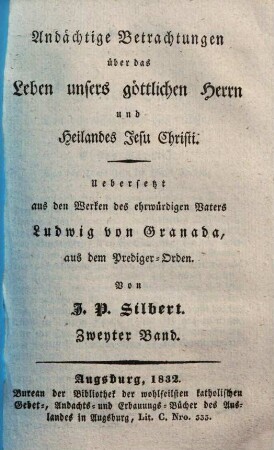 Andächtige Betrachtungen
über das
Leben unsers göttlichen Herrn
und
Heilandes Jesu Christi.
Uebersetzt
aus den Werken des ehrwürdigen Vaters
Ludwig von Granada,
aus dem Prediger-Orden.
Von
J. P. Silbert.
Zweyter Band.
Augsburg, 1832.
Bureau der Bibliothek der wohlfeilsten katholischen
Gebet-, Andachts- und Erbauungs-Bücher des Aus-
landes in Augsburg, Lit. C. Nro. 333.